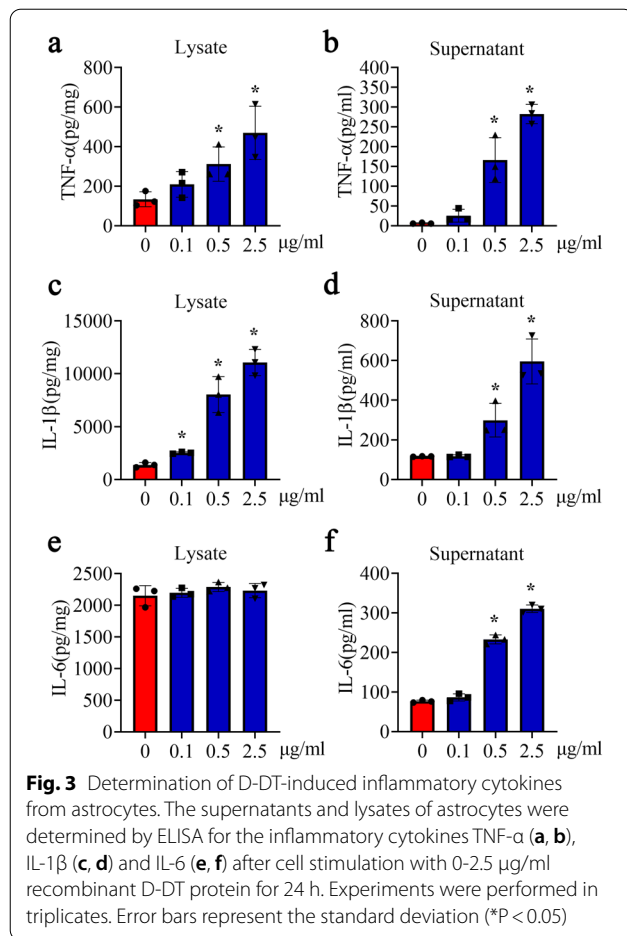 a
Lysate
TNF-α(pg/mg)
800
600
400
200
0
*
*
0 0.1 0.5 2.5 μg/ml
b
Supernatant
TNF-α(pg/ml)
400
350
300
250
200
150
100
50
0
*
*
0 0.1 0.5 2.5
c
Lysate
IL-1β(pg/mg)
15000
10000
5000
0
*
*
*
0 0.1 0.5 2.5 μg/ml
d
Supernatant
IL-1β(pg/ml)
800
600
400
200
0
*
*
0 0.1 0.5 2.5
e
Lysate
IL-6(pg/mg)
2500
2250
2000
1750
1500
1250
1000
750
500
250
0
0 0.1 0.5 2.5 μg/ml
f
Supernatant
IL-6(pg/ml)
400
300
200
100
0
*
*
0 0.1 0.5 2.5
Fig. 3 Determination of D-DT-induced inflammatory cytokines
from astrocytes. The supernatants and lysates of astrocytes were
determined by ELISA for the inflammatory cytokines TNF-α (a, b),
IL-1β (c, d) and IL-6 (e, f) after cell stimulation with 0-2.5 μg/ml
recombinant D-DT protein for 24 h. Experiments were performed in
triplicates. Error bars represent the standard deviation (*P < 0.05)